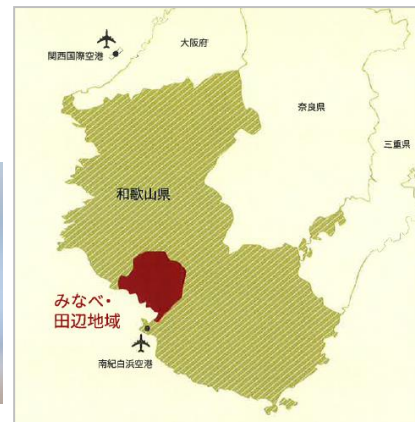 大阪府
関西国際空港
奈良県
三重県
和歌山県
みなべ・
田辺地域
南紀白浜空港